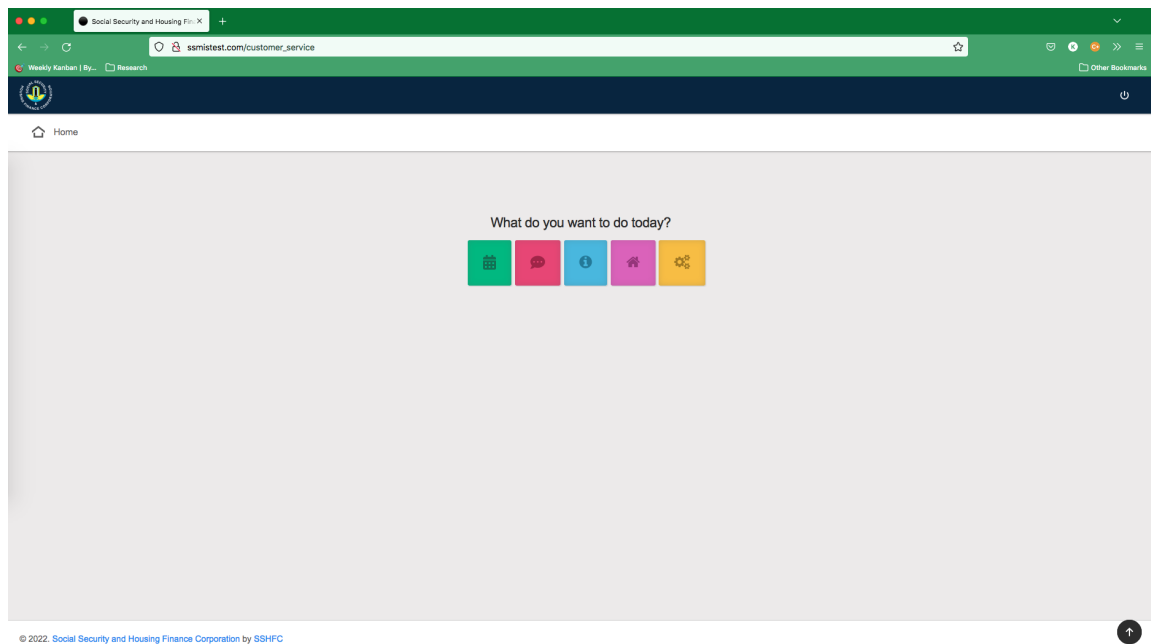 Social Security and Housing Fin
ssmistest.com/customer_service
Weekly Kanban | By... Research Other Bookmarks
Home
What do you want to do today?
© 2022. Social Security and Housing Finance Corporation by SSHFC